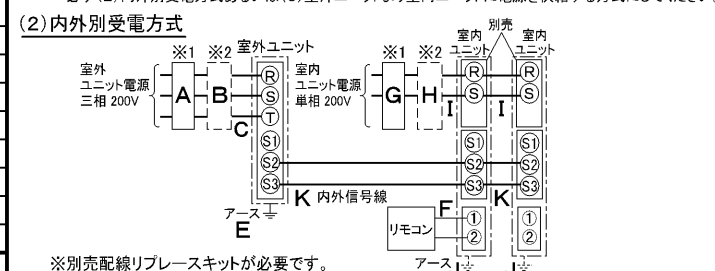 (2)内外別受電方式
※1 ※2 室外ユニット
室外
ユニット電源
三相 200V
A B C
R
S
T
S1
S2
S3
アース
E
※1 ※2
室内
ユニット電源
単相 200V
G H I I
別売
室内
ユニット
室内
ユニット
R
S
S1
S2
S3
R
S
S1
S2
S3
K 内外信号線
K
F
リモコン
①
②
①
②
アース
※別売配線リプレースキットが必要です。